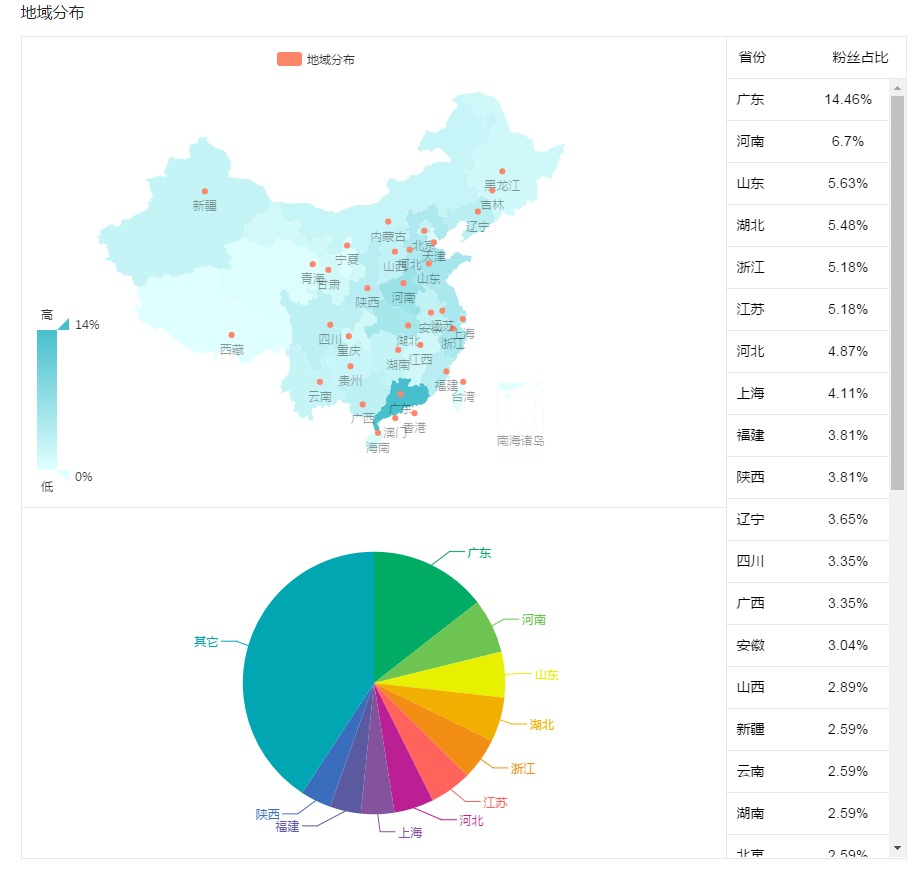 地域分布
地域分布
黑龙江
吉林
新疆
辽宁
内蒙古
北京
天津
宁夏
山西
河北
青海
甘肃
山东
陕西
河南
四川
安徽
江苏
上海
西藏
重庆
湖北
浙江
湖南
江西
贵州
福建
云南
台湾
广西
广东
澳门
香港
海南
南海诸岛
高
14%
0%
低
广东
河南
山东
湖北
浙江
江苏
河北
上海
福建
陕西
其它
省份 粉丝占比
广东 14.46%
河南 6.7%
山东 5.63%
湖北 5.48%
浙江 5.18%
江苏 5.18%
河北 4.87%
上海 4.11%
福建 3.81%
陕西 3.81%
辽宁 3.65%
四川 3.35%
广西 3.35%
安徽 3.04%
山西 2.89%
新疆 2.59%
云南 2.59%
湖南 2.59%
北京 2.59%